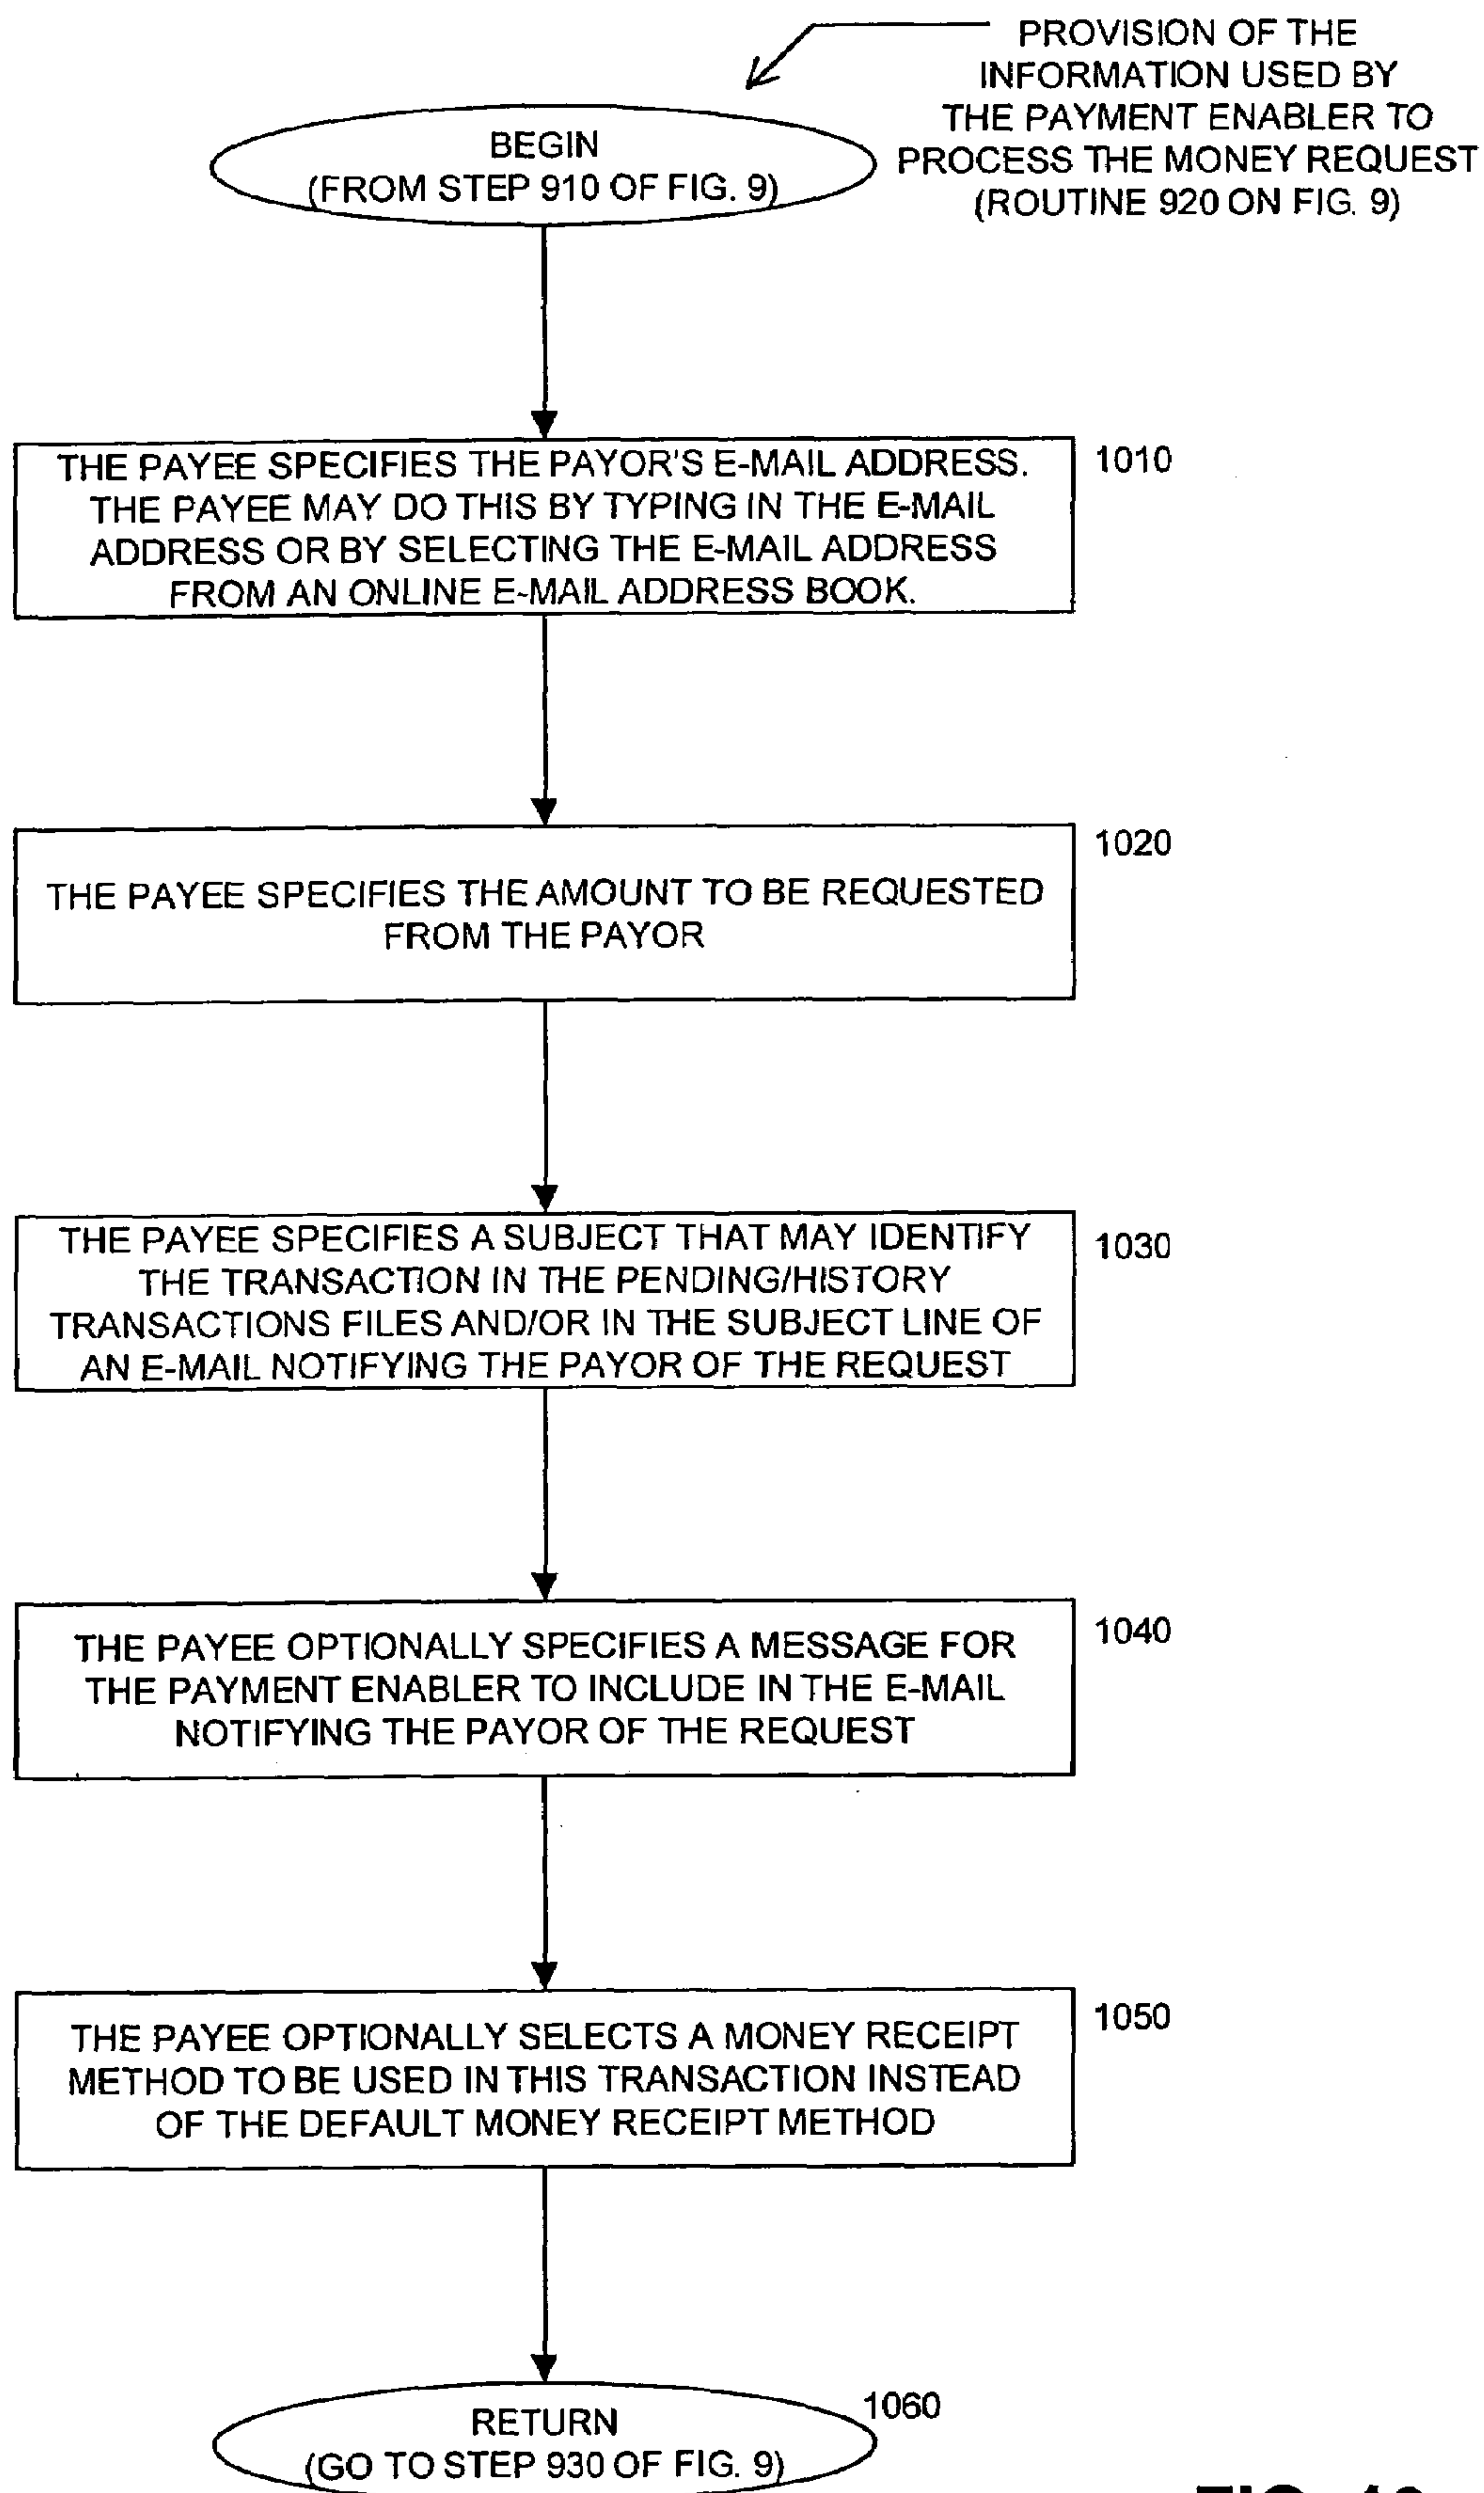 PROVISION OF THE
INFORMATION USED BY
THE PAYMENT ENABLER TO
PROCESS THE MONEY REQUEST
(ROUTINE 920 ON FIG. 9)
BEGIN
(FROM STEP 910 OF FIG. 9)
THE PAYEE SPECIFIES THE PAYOR'S E-MAIL ADDRESS.
THE PAYEE MAY DO THIS BY TYPING IN THE E-MAIL
ADDRESS OR BY SELECTING THE E-MAIL ADDRESS
FROM AN ONLINE E-MAIL ADDRESS BOOK.
1010
THE PAYEE SPECIFIES THE AMOUNT TO BE REQUESTED
FROM THE PAYOR
1020
THE PAYEE SPECIFIES A SUBJECT THAT MAY IDENTIFY
THE TRANSACTION IN THE PENDING/HISTORY
TRANSACTIONS FILES AND/OR IN THE SUBJECT LINE OF
AN E-MAIL NOTIFYING THE PAYOR OF THE REQUEST
1030
THE PAYEE OPTIONALLY SPECIFIES A MESSAGE FOR
THE PAYMENT ENABLER TO INCLUDE IN THE E-MAIL
NOTIFYING THE PAYOR OF THE REQUEST
1040
THE PAYEE OPTIONALLY SELECTS A MONEY RECEIPT
METHOD TO BE USED IN THIS TRANSACTION INSTEAD
OF THE DEFAULT MONEY RECEIPT METHOD
1050
RETURN
(GO TO STEP 930 OF FIG. 9)
1060